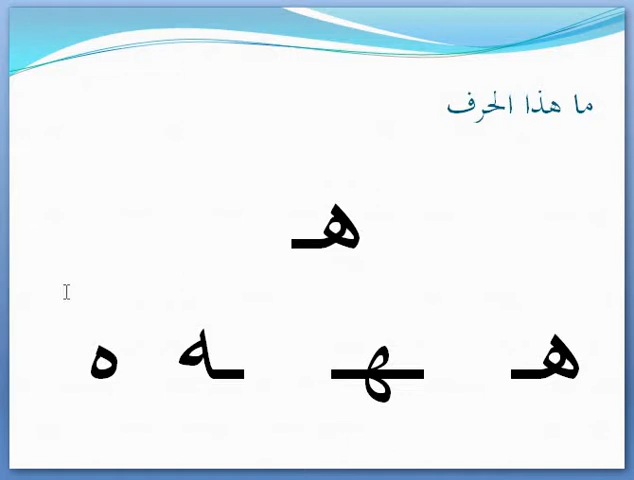 ما هذا الحرف
هـ
هـ ـهـ ـه ه